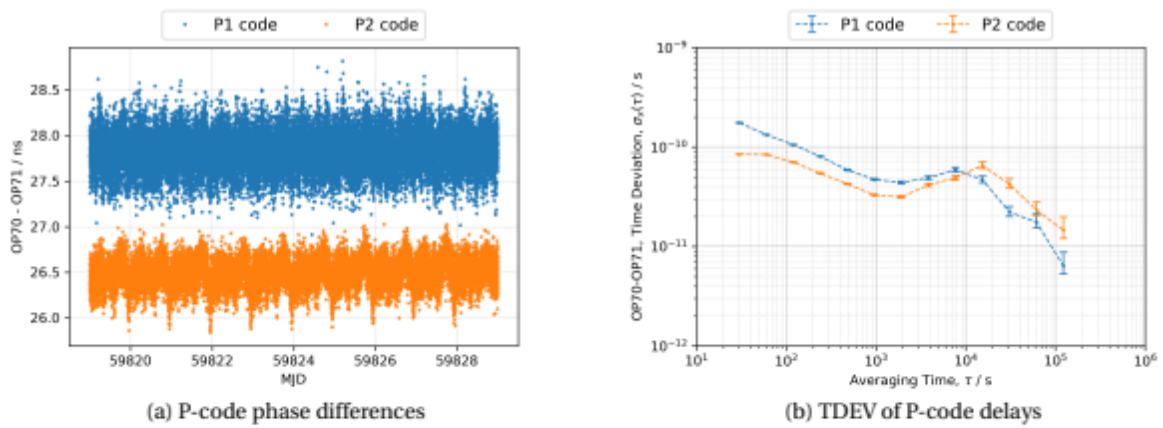 P1 code P2 code
OP70 - OP71 / ns
28.5
28.0
27.5
27.0
26.5
26.0
59820 59822 59824 59826 59828
MJD
(a) P-code phase differences
P1 code P2 code
OP70-OP71, Time Deviation, σₓ(τ) / s
10⁻⁹
10⁻¹⁰
10⁻¹¹
10⁻¹²
10¹ 10² 10³ 10⁴ 10⁵ 10⁶
Averaging Time, τ / s
(b) TDEV of P-code delays